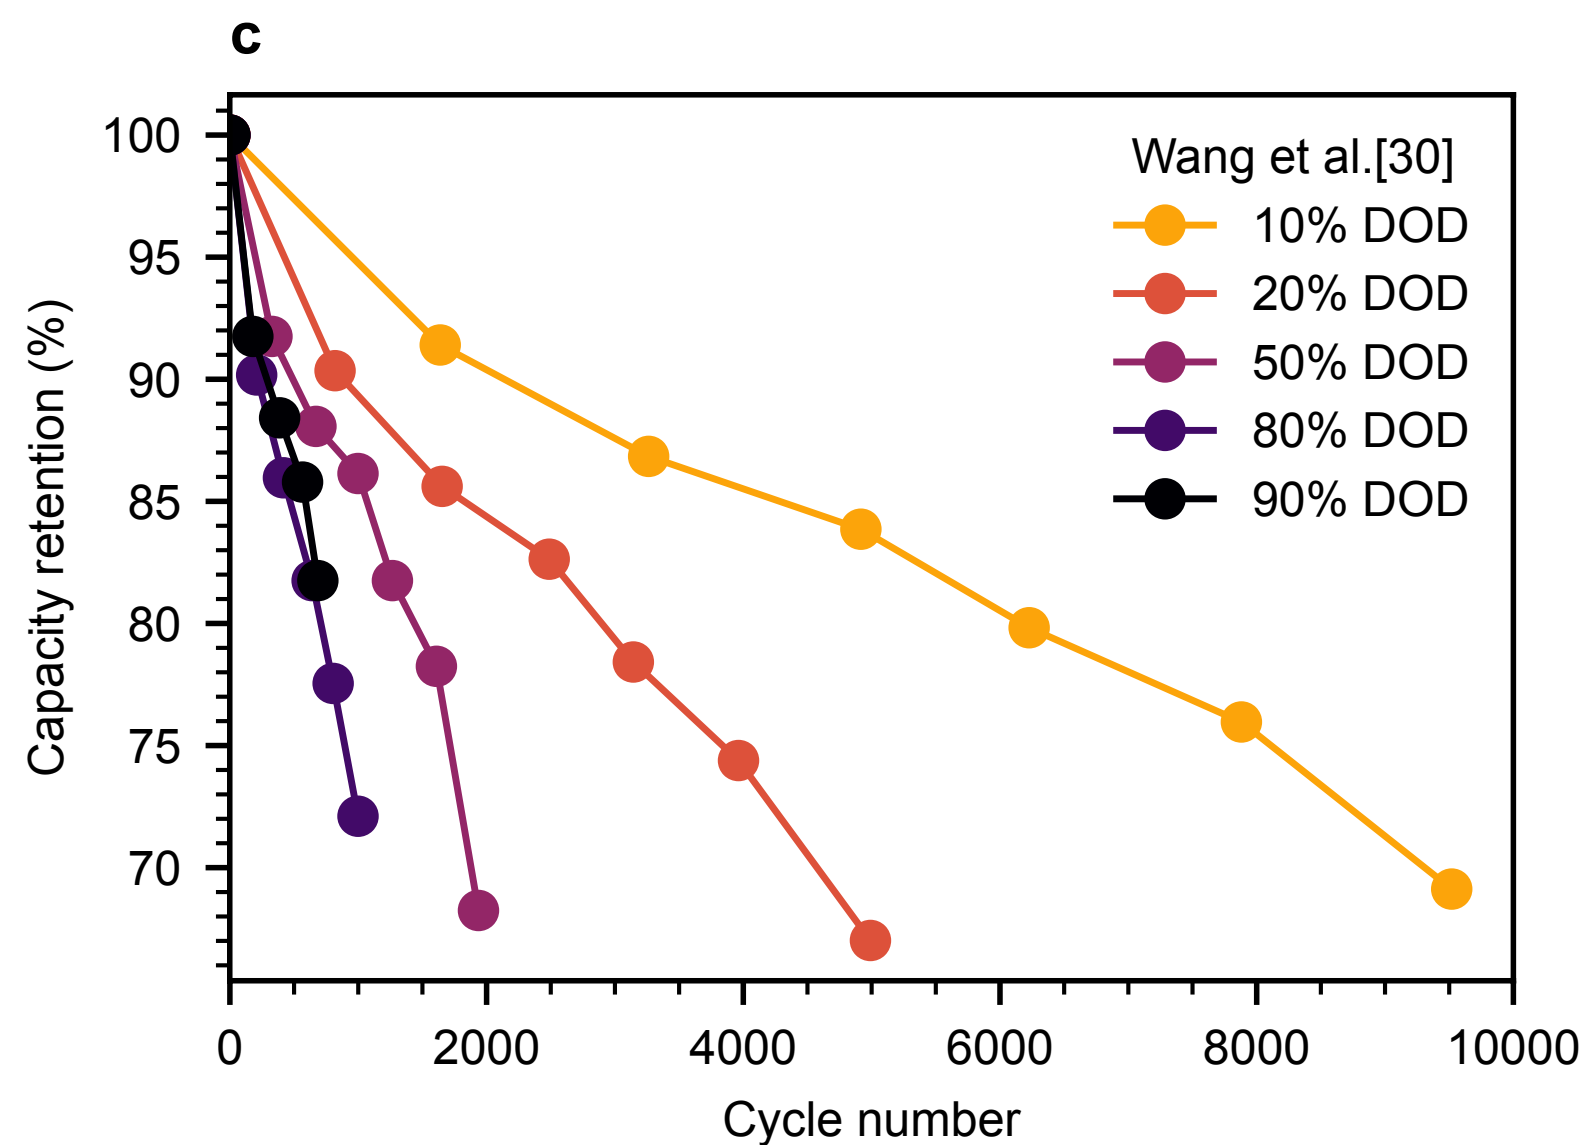 c
100
95
90
85
80
75
70
Capacity retention (%)
Wang et al.[30]
10% DOD
20% DOD
50% DOD
80% DOD
90% DOD
0 2000 4000 6000 8000 10000
Cycle number